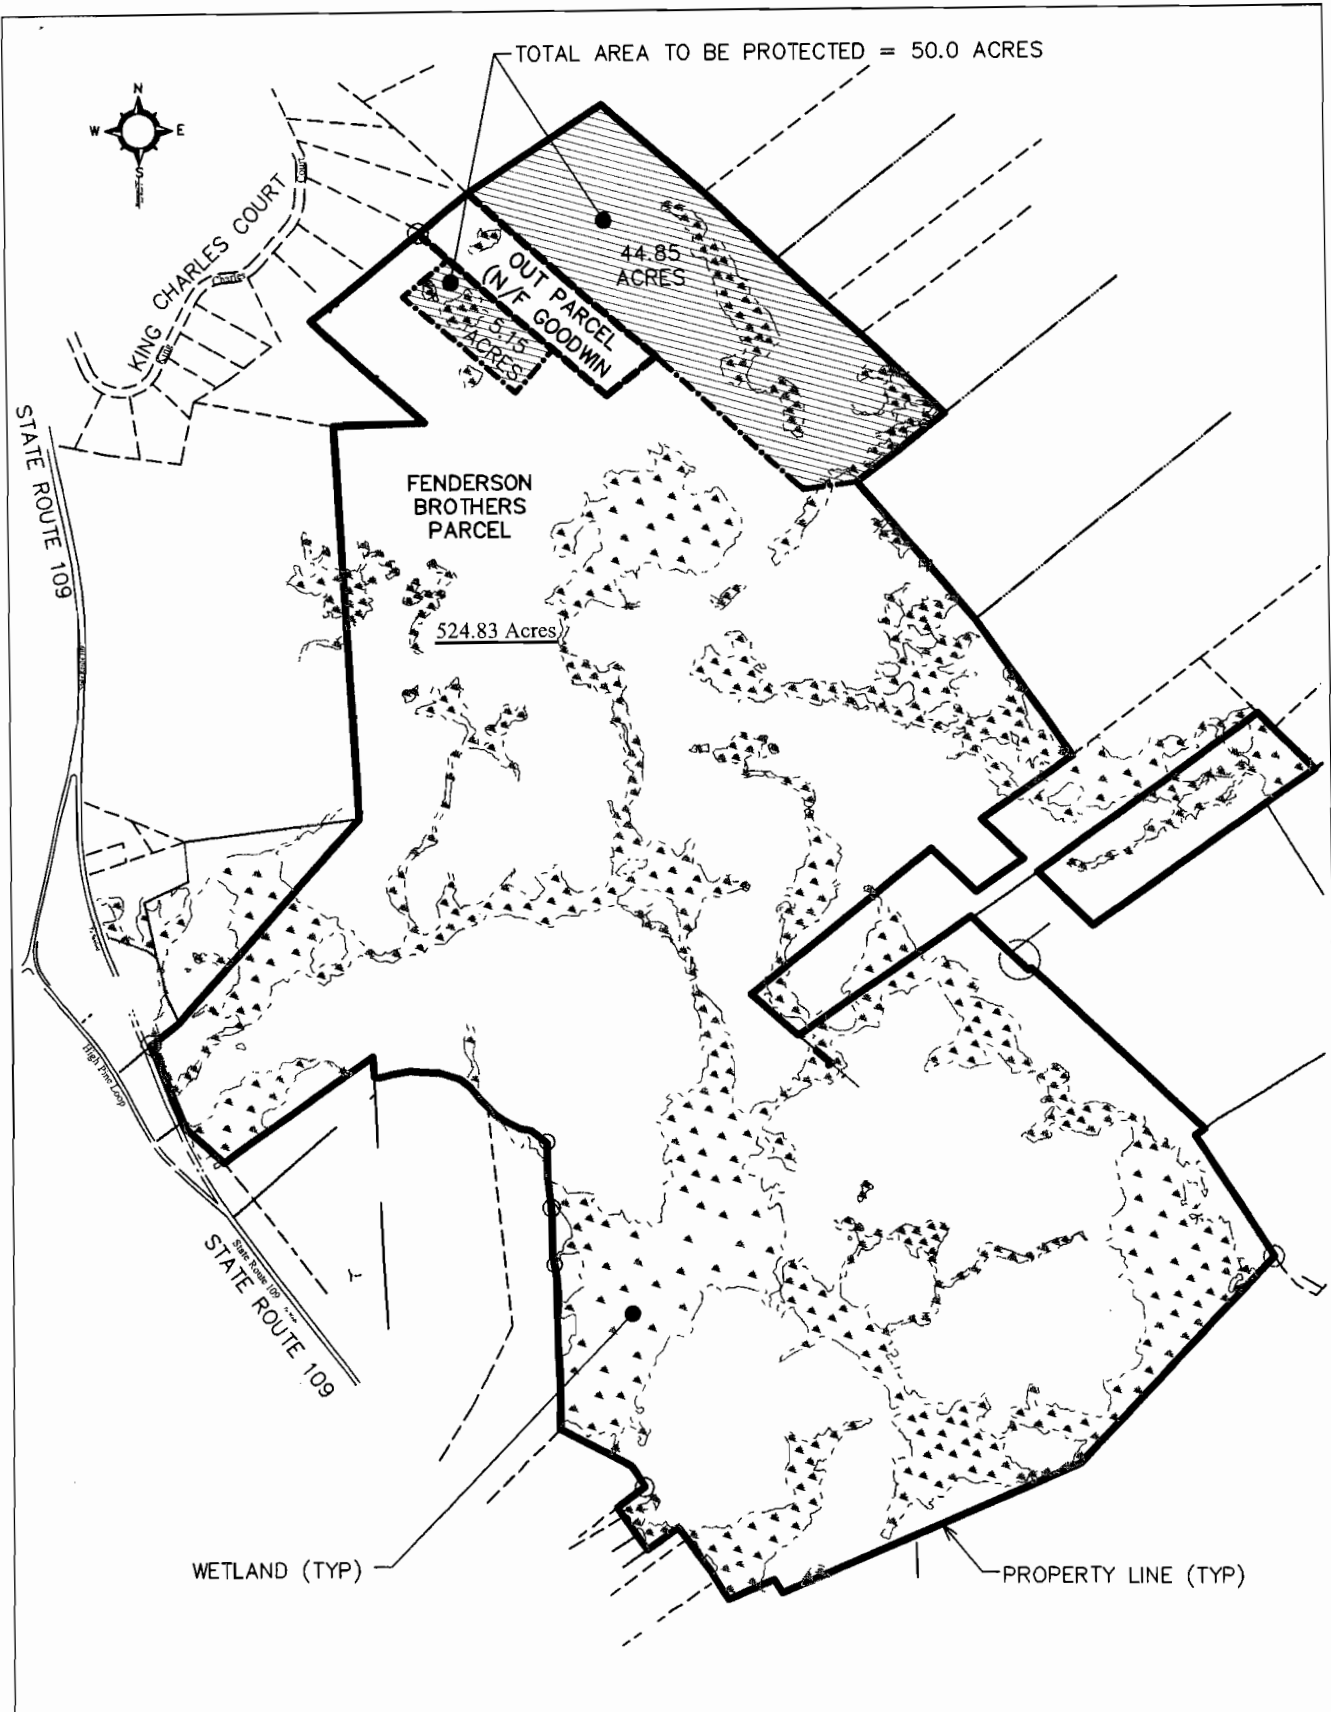 TOTAL AREA TO BE PROTECTED = 50.0 ACRES
N
W
E
S
KING CHARLES COURT
Charles
44.85
ACRES
OUT PARCEL
(N/F GOODWIN
5.15
ACRES
STATE ROUTE 109
FENDERSON
BROTHERS
PARCEL
524.83 Acres
High Pine Loop
State Route 109
STATE ROUTE 109
WETLAND (TYP)
PROPERTY LINE (TYP)